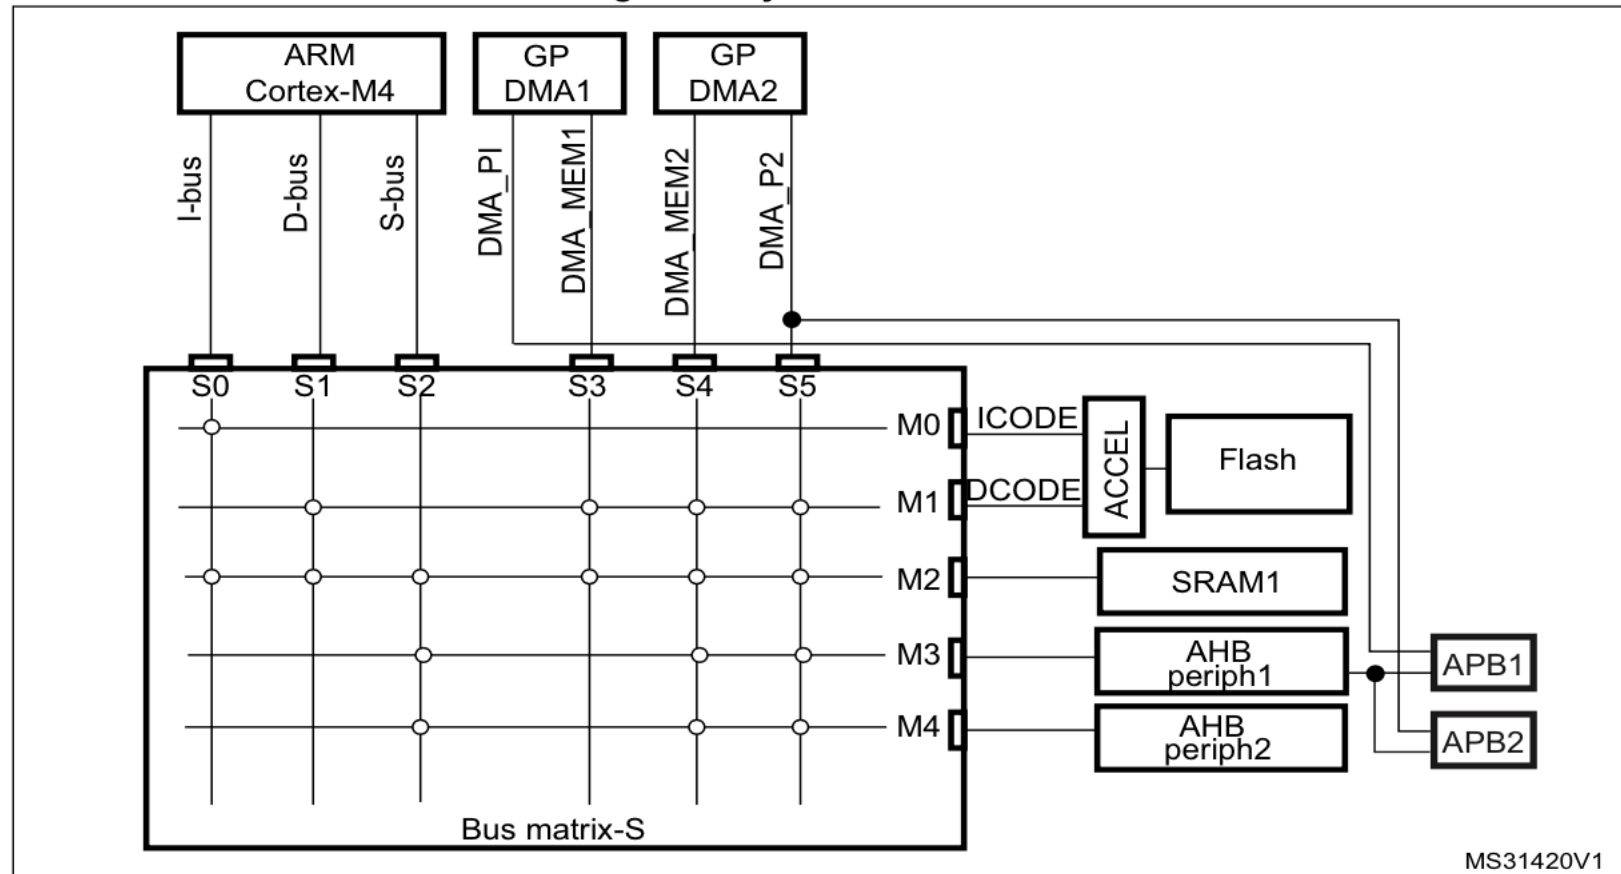 ARM
Cortex-M4
GP
DMA1
GP
DMA2
I-bus
D-bus
S-bus
DMA_PI
DMA_MEM1
DMA_MEM2
DMA_P2
S0
S1
S2
S3
S4
S5
M0
ICODE
M1
DCODE
ACCEL
Flash
M2
SRAM1
M3
AHB
periph1
APB1
M4
AHB
periph2
APB2
Bus matrix-S
MS31420V1